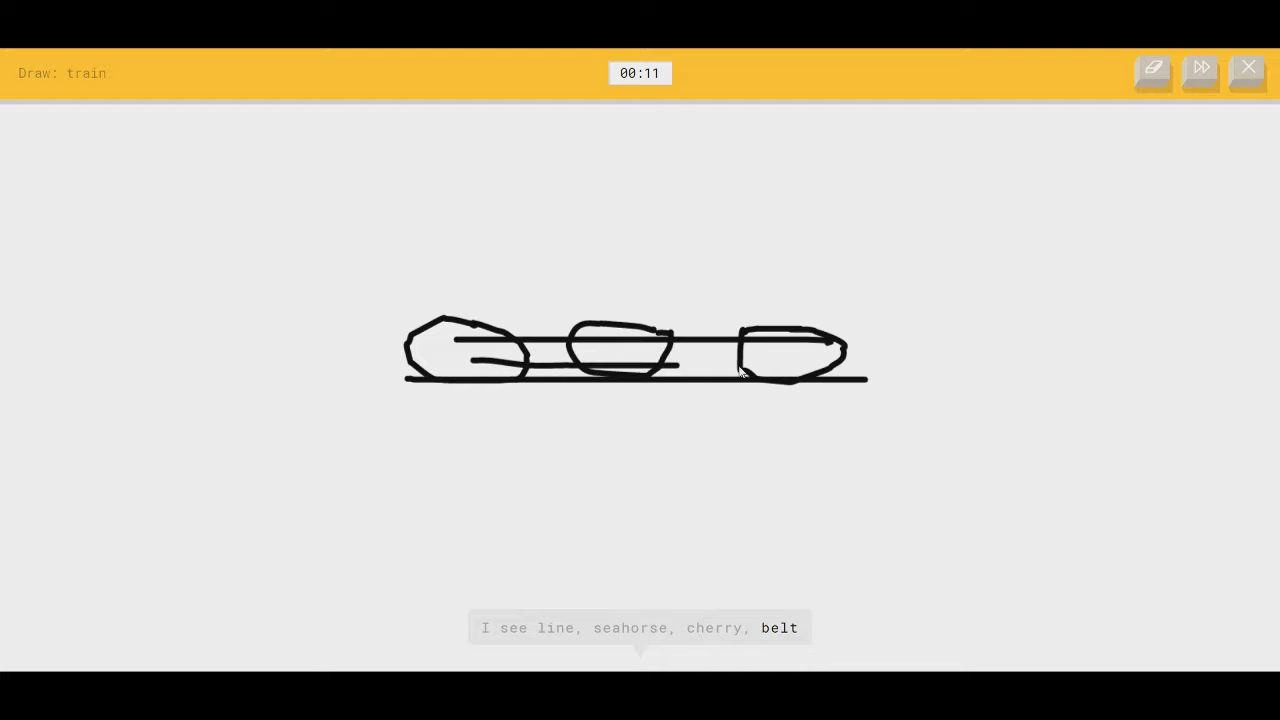 Draw: train
00:11
I see line, seahorse, cherry, belt